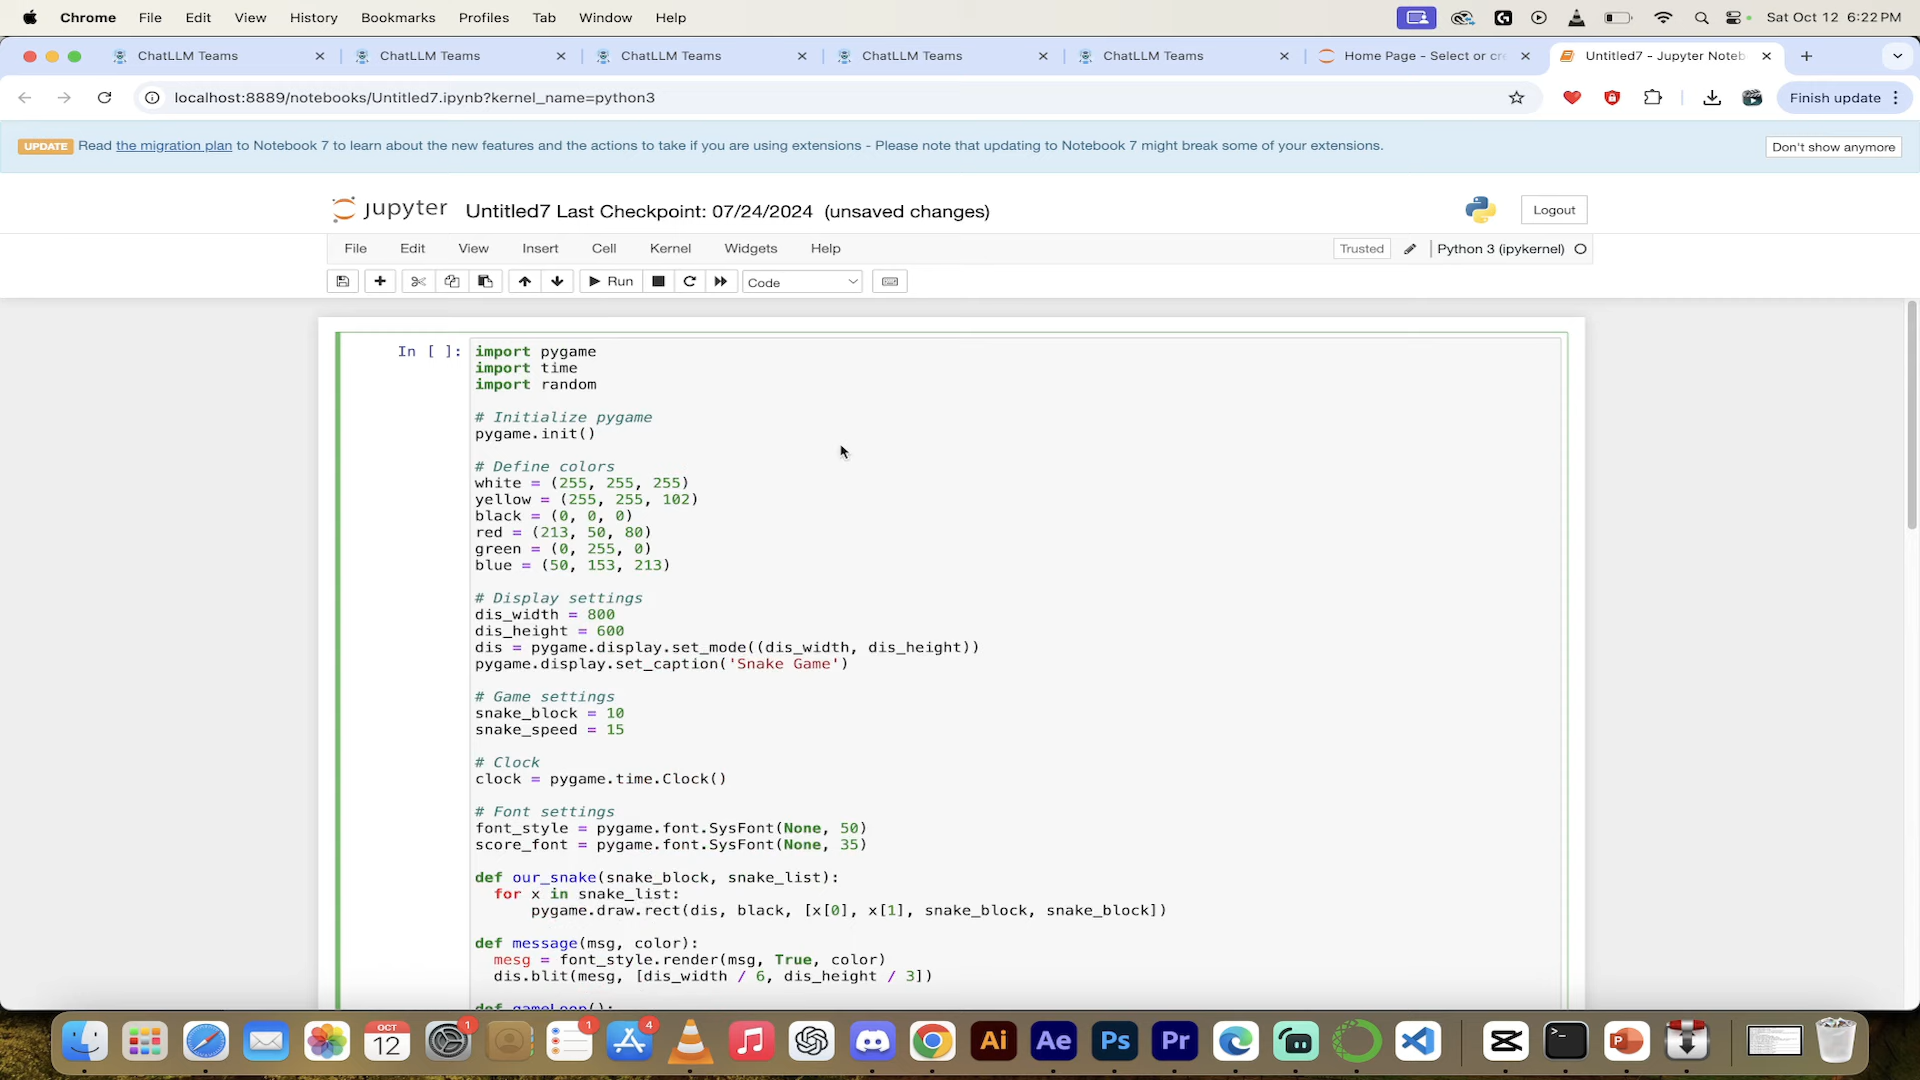 Chrome File Edit View History Bookmarks Profiles Tab Window Help Sat Oct 12 6:22 PM
ChatLLM Teams ChatLLM Teams ChatLLM Teams ChatLLM Teams ChatLLM Teams Home Page - Select or cre Untitled7 - Jupyter Noteb
localhost:8889/notebooks/Untitled7.ipynb?kernel_name=python3 Finish update
UPDATE Read the migration plan to Notebook 7 to learn about the new features and the actions to take if you are using extensions - Please note that updating to Notebook 7 might break some of your extensions. Don't show anymore
jupyter Untitled7 Last Checkpoint: 07/24/2024 (unsaved changes) Logout
File Edit View Insert Cell Kernel Widgets Help Trusted Python 3 (ipykernel)
Run Code
In [ ]: import pygame
import time
import random
# Initialize pygame
pygame.init()
# Define colors
white = (255, 255, 255)
yellow = (255, 255, 102)
black = (0, 0, 0)
red = (213, 50, 80)
green = (0, 255, 0)
blue = (50, 153, 213)
# Display settings
dis_width = 800
dis_height = 600
dis = pygame.display.set_mode((dis_width, dis_height))
pygame.display.set_caption('Snake Game')
# Game settings
snake_block = 10
snake_speed = 15
# Clock
clock = pygame.time.Clock()
# Font settings
font_style = pygame.font.SysFont(None, 50)
score_font = pygame.font.SysFont(None, 35)
def our_snake(snake_block, snake_list):
for x in snake_list:
pygame.draw.rect(dis, black, [x[0], x[1], snake_block, snake_block])
def message(msg, color):
mesg = font_style.render(msg, True, color)
dis.blit(mesg, [dis_width / 6, dis_height / 3])
def gameLoop():
OCT 1 1 4
12 Ai Ae Ps Pr